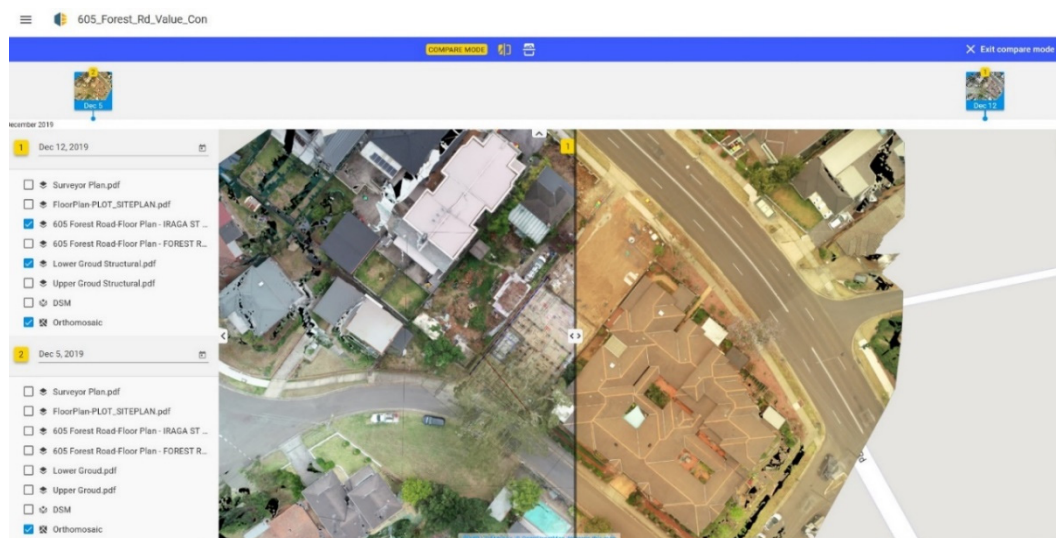 605_Forest_Rd_Value_Con
COMPARE MODE
Exit compare mode
2
Dec 5
1
Dec 12
December 2019
1 Dec 12, 2019
Surveyor Plan.pdf
FloorPlan-PLOT_SITEPLAN.pdf
605 Forest Road-Floor Plan - IRAGA ST ...
605 Forest Road-Floor Plan - FOREST R...
Lower Groud Structural.pdf
Upper Groud Structural.pdf
DSM
Orthomosaic
2 Dec 5, 2019
Surveyor Plan.pdf
FloorPlan-PLOT_SITEPLAN.pdf
605 Forest Road-Floor Plan - IRAGA ST ...
605 Forest Road-Floor Plan - FOREST R...
Lower Groud.pdf
Upper Groud.pdf
DSM
Orthomosaic
1